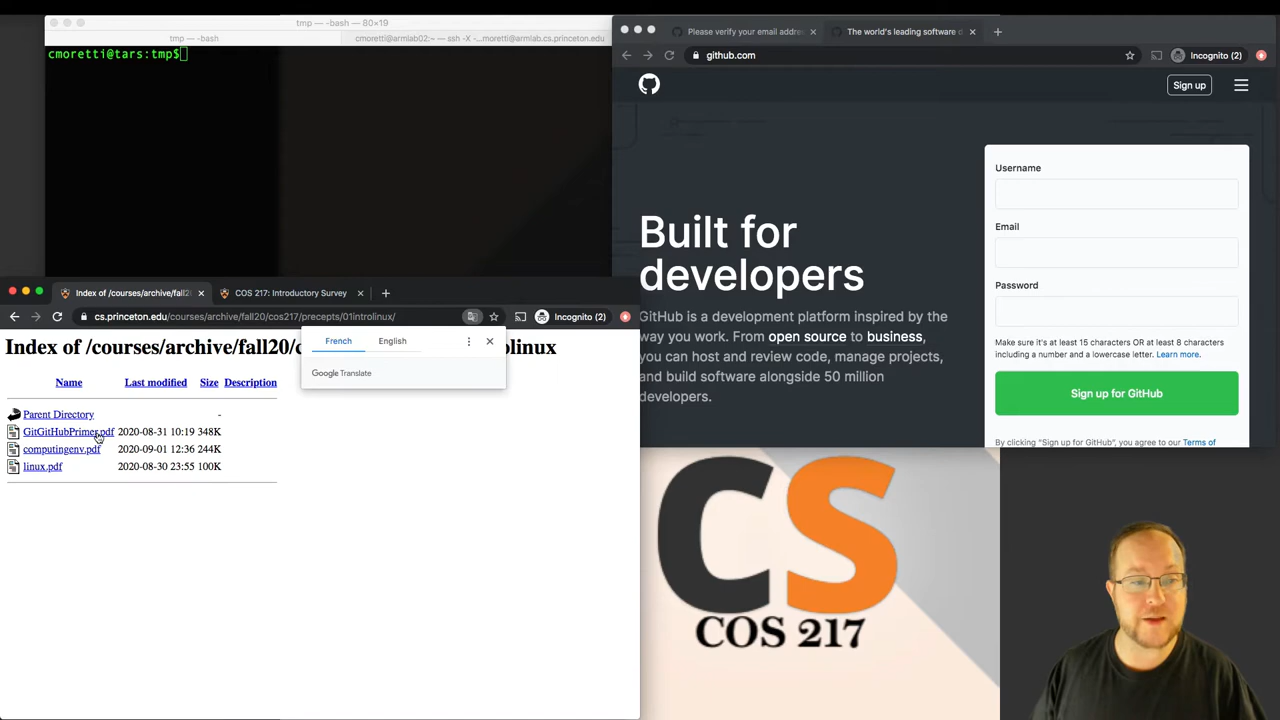 tmp — -bash — 80×19
tmp — -bash
cmoretti@armlab02:~ — ssh -X -...moretti@armlab.cs.princeton.edu
cmoretti@tars:tmp$
Please verify your email addre
The world's leading software d
github.com
Incognito (2)
Sign up
Built for
developers
GitHub is a development platform inspired by the
way you work. From open source to business,
you can host and review code, manage projects,
and build software alongside 50 million
developers.
Username
Email
Password
Make sure it's at least 15 characters OR at least 8 characters
including a number and a lowercase letter. Learn more.
Sign up for GitHub
By clicking "Sign up for GitHub", you agree to our Terms of
Index of /courses/archive/fall2
COS 217: Introductory Survey
cs.princeton.edu/courses/archive/fall20/cos217/precepts/01introlinux/
Incognito (2)
French English
Google Translate
Index of /courses/archive/fall20/c linux
Name Last modified Size Description
Parent Directory -
GitGitHubPrimer.pdf 2020-08-31 10:19 348K
computingenv.pdf 2020-09-01 12:36 244K
linux.pdf 2020-08-30 23:55 100K
CS
COS 217